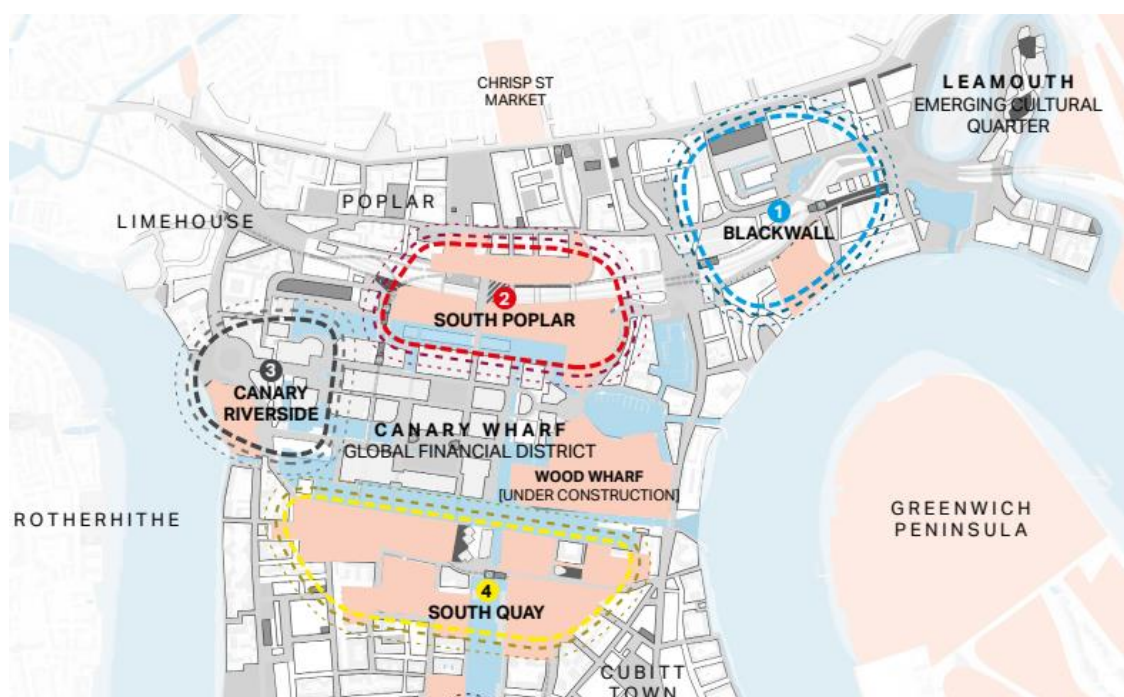 CHRISP ST
MARKET
LEAMOUTH
EMERGING CULTURAL
QUARTER
POPLAR
LIMEHOUSE
1
BLACKWALL
2
SOUTH POPLAR
3
CANARY
RIVERSIDE
CANARY WHARF
GLOBAL FINANCIAL DISTRICT
WOOD WHARF
[UNDER CONSTRUCTION]
ROTHERHITHE
GREENWICH
PENINSULA
4
SOUTH QUAY
CUBITT
TOWN